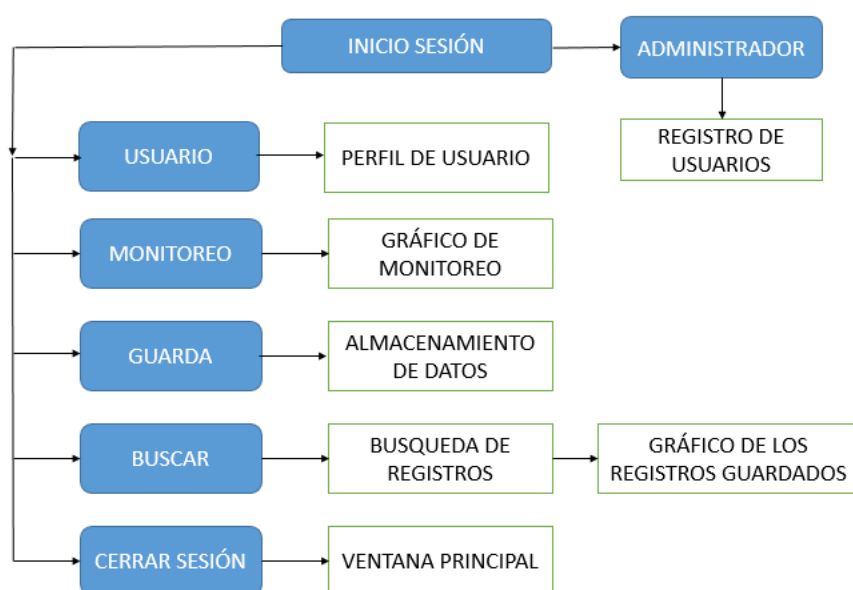 INICIO SESIÓN
ADMINISTRADOR
REGISTRO DE
USUARIOS
USUARIO
PERFIL DE USUARIO
MONITOREO
GRÁFICO DE
MONITOREO
GUARDA
ALMACENAMIENTO
DE DATOS
BUSCAR
BUSQUEDA DE
REGISTROS
GRÁFICO DE LOS
REGISTROS GUARDADOS
CERRAR SESIÓN
VENTANA PRINCIPAL